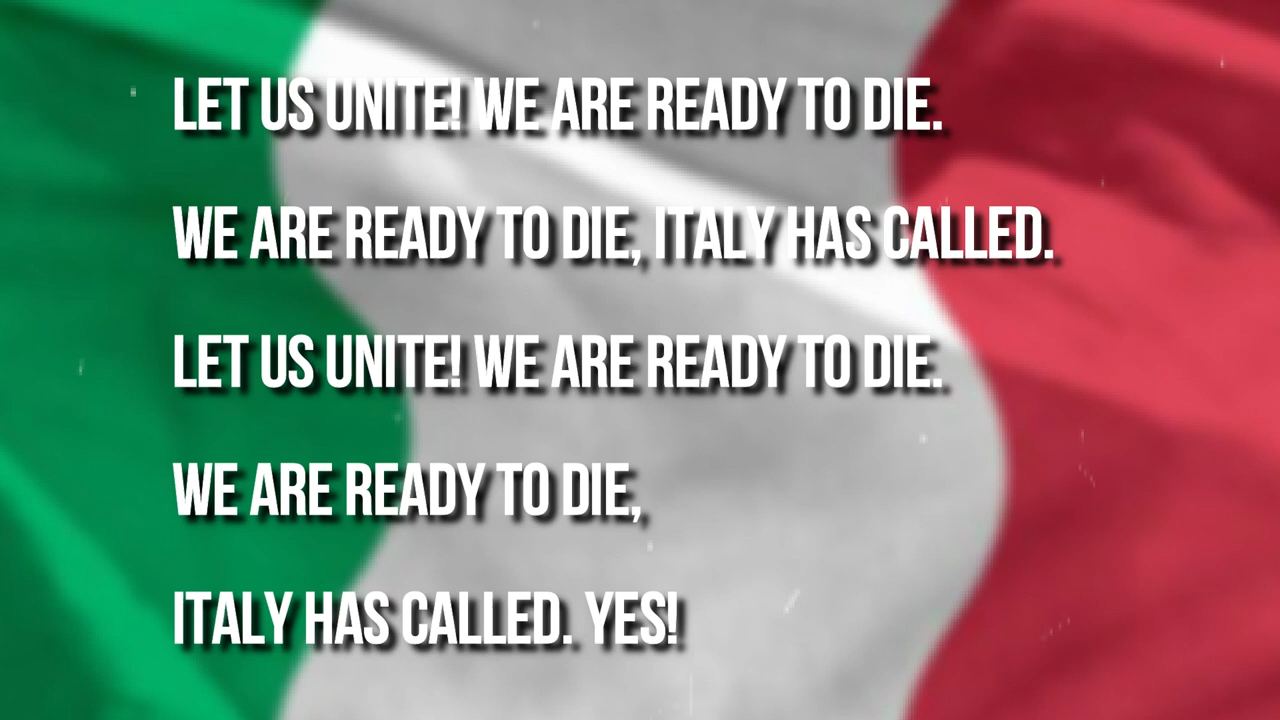 LET US UNITE! WE ARE READY TO DIE.
WE ARE READY TO DIE, ITALY HAS CALLED.
LET US UNITE! WE ARE READY TO DIE.
WE ARE READY TO DIE,
ITALY HAS CALLED. YES!